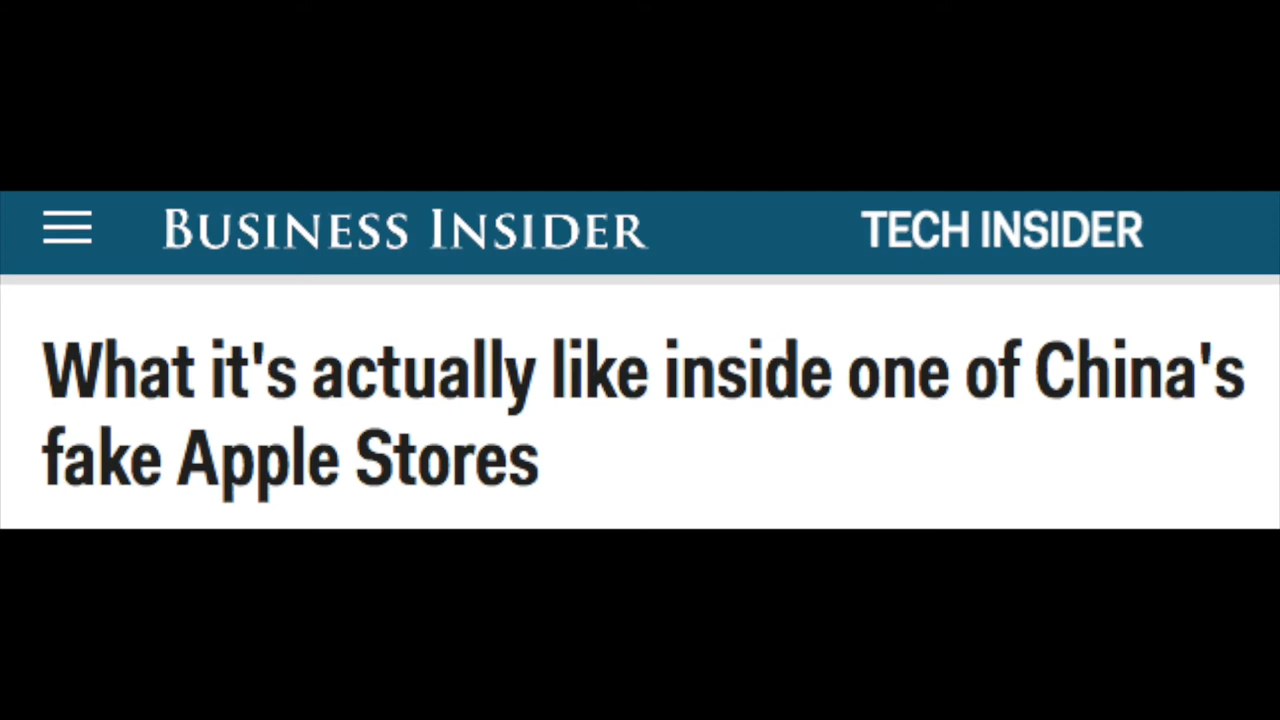 BUSINESS INSIDER TECH INSIDER
What it's actually like inside one of China's
fake Apple Stores